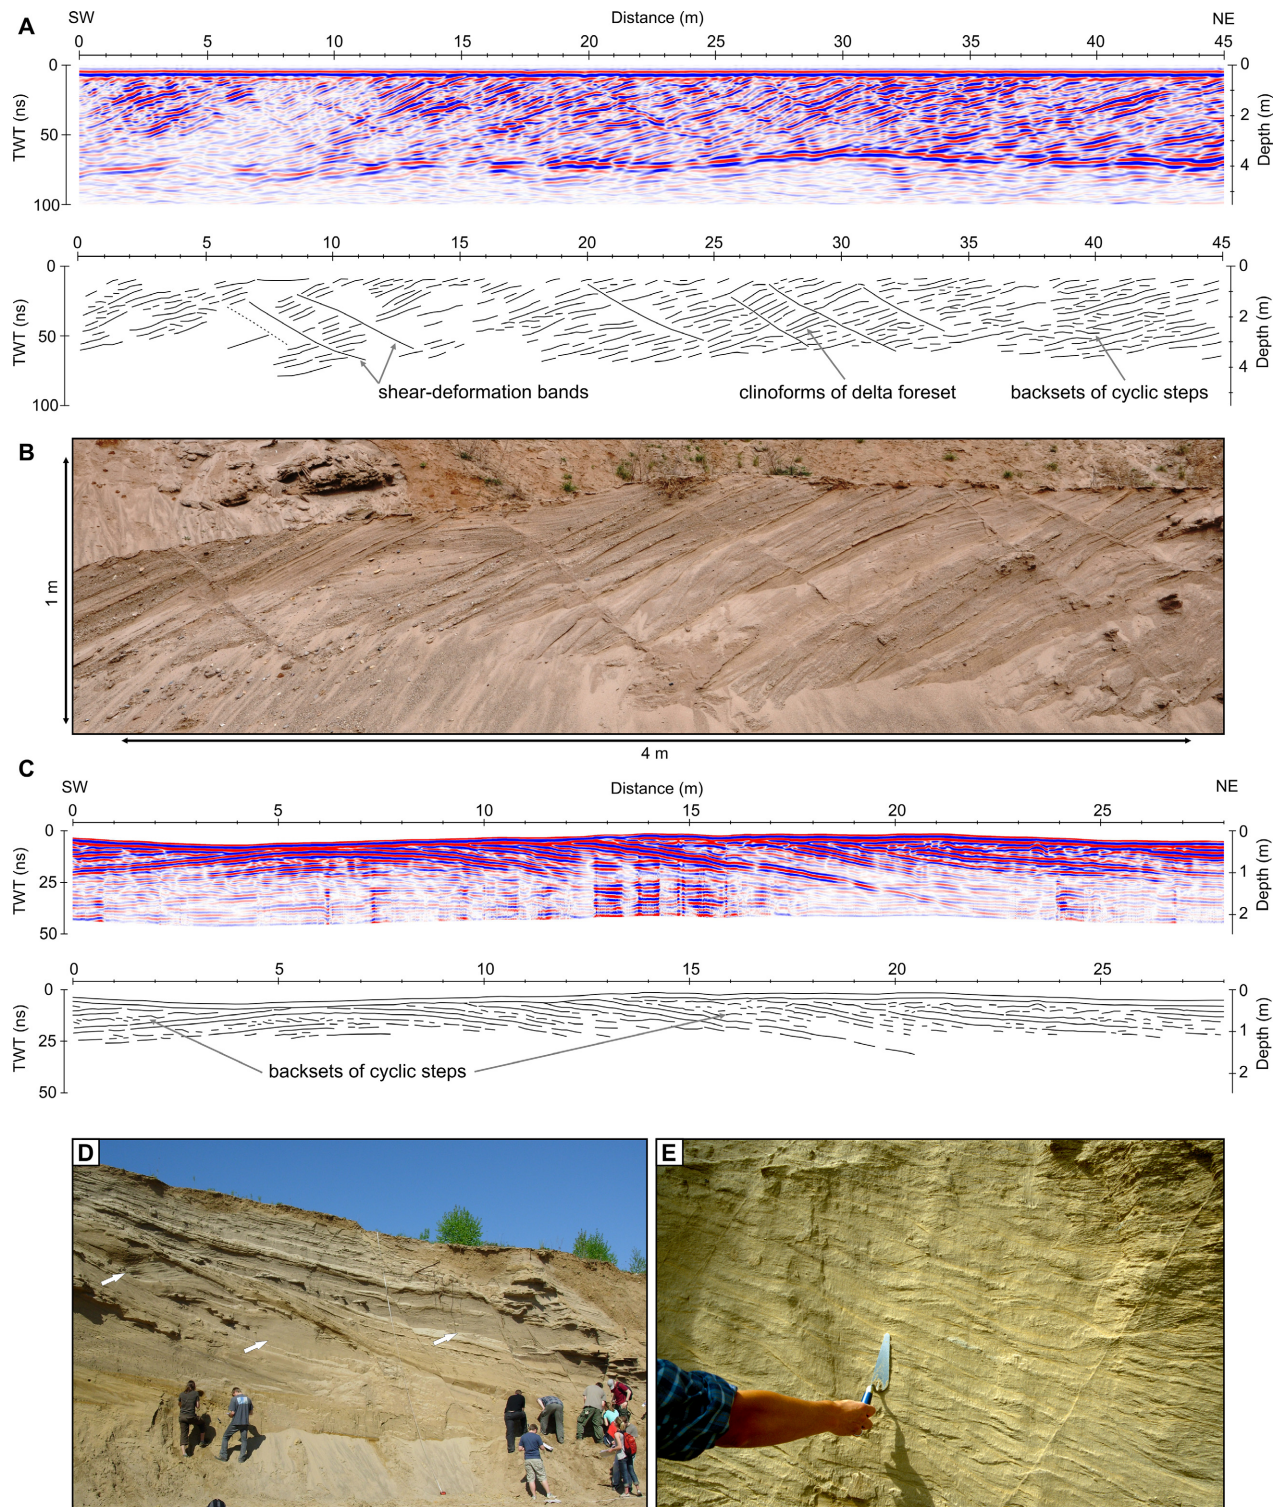 A
SW Distance (m) NE
0 5 10 15 20 25 30 35 40 45
TWT (ns) 0 50 100
Depth (m) 0 2 4
0 5 10 15 20 25 30 35 40 45
TWT (ns) 0 50 100
Depth (m) 0 2 4
shear-deformation bands clinoforms of delta foreset backsets of cyclic steps
B
1 m
4 m
C
SW Distance (m) NE
0 5 10 15 20 25
TWT (ns) 0 25 50
Depth (m) 0 1 2
0 5 10 15 20 25
TWT (ns) 0 25 50
Depth (m) 0 1 2
backsets of cyclic steps
D E